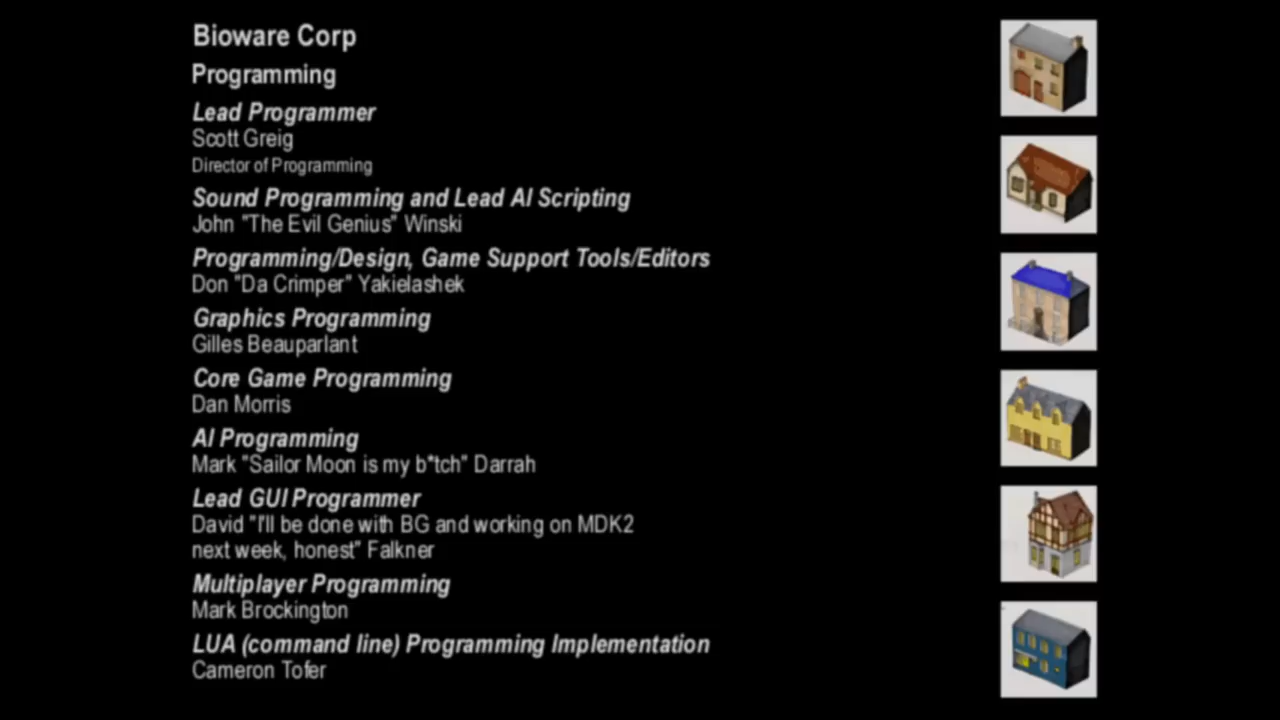 Bioware Corp
Programming
Lead Programmer
Scott Greig
Director of Programming
Sound Programming and Lead AI Scripting
John "The Evil Genius" Winski
Programming/Design, Game Support Tools/Editors
Don "Da Crimper" Yakielashek
Graphics Programming
Gilles Beauparlant
Core Game Programming
Dan Morris
AI Programming
Mark "Sailor Moon is my b*tch" Darrah
Lead GUI Programmer
David "I'll be done with BG and working on MDK2
next week, honest" Falkner
Multiplayer Programming
Mark Brockington
LUA (command line) Programming Implementation
Cameron Tofer